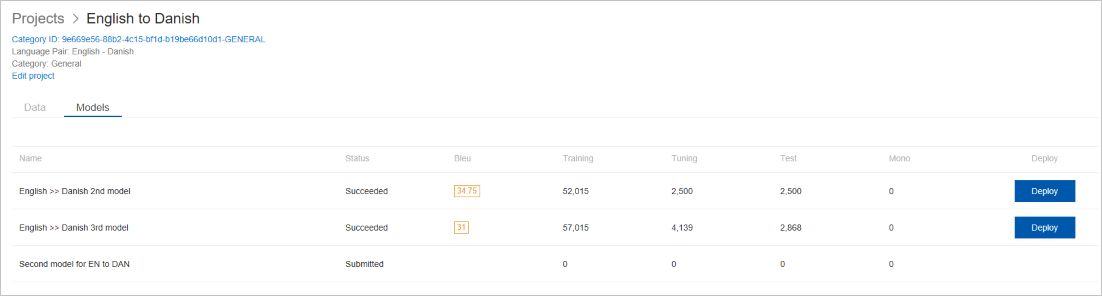 Projects > English to Danish
Category ID: 9e669e56-88b2-4c15-bf1d-b19be66d10d1-GENERAL
Language Pair: English - Danish
Category: General
Edit project
Data Models
Name Status Bleu Training Tuning Test Mono Deploy
English >> Danish 2nd model Succeeded 34.75 52,015 2,500 2,500 0 Deploy
English >> Danish 3rd model Succeeded 31 57,015 4,139 2,868 0 Deploy
Second model for EN to DAN Submitted 0 0 0 0